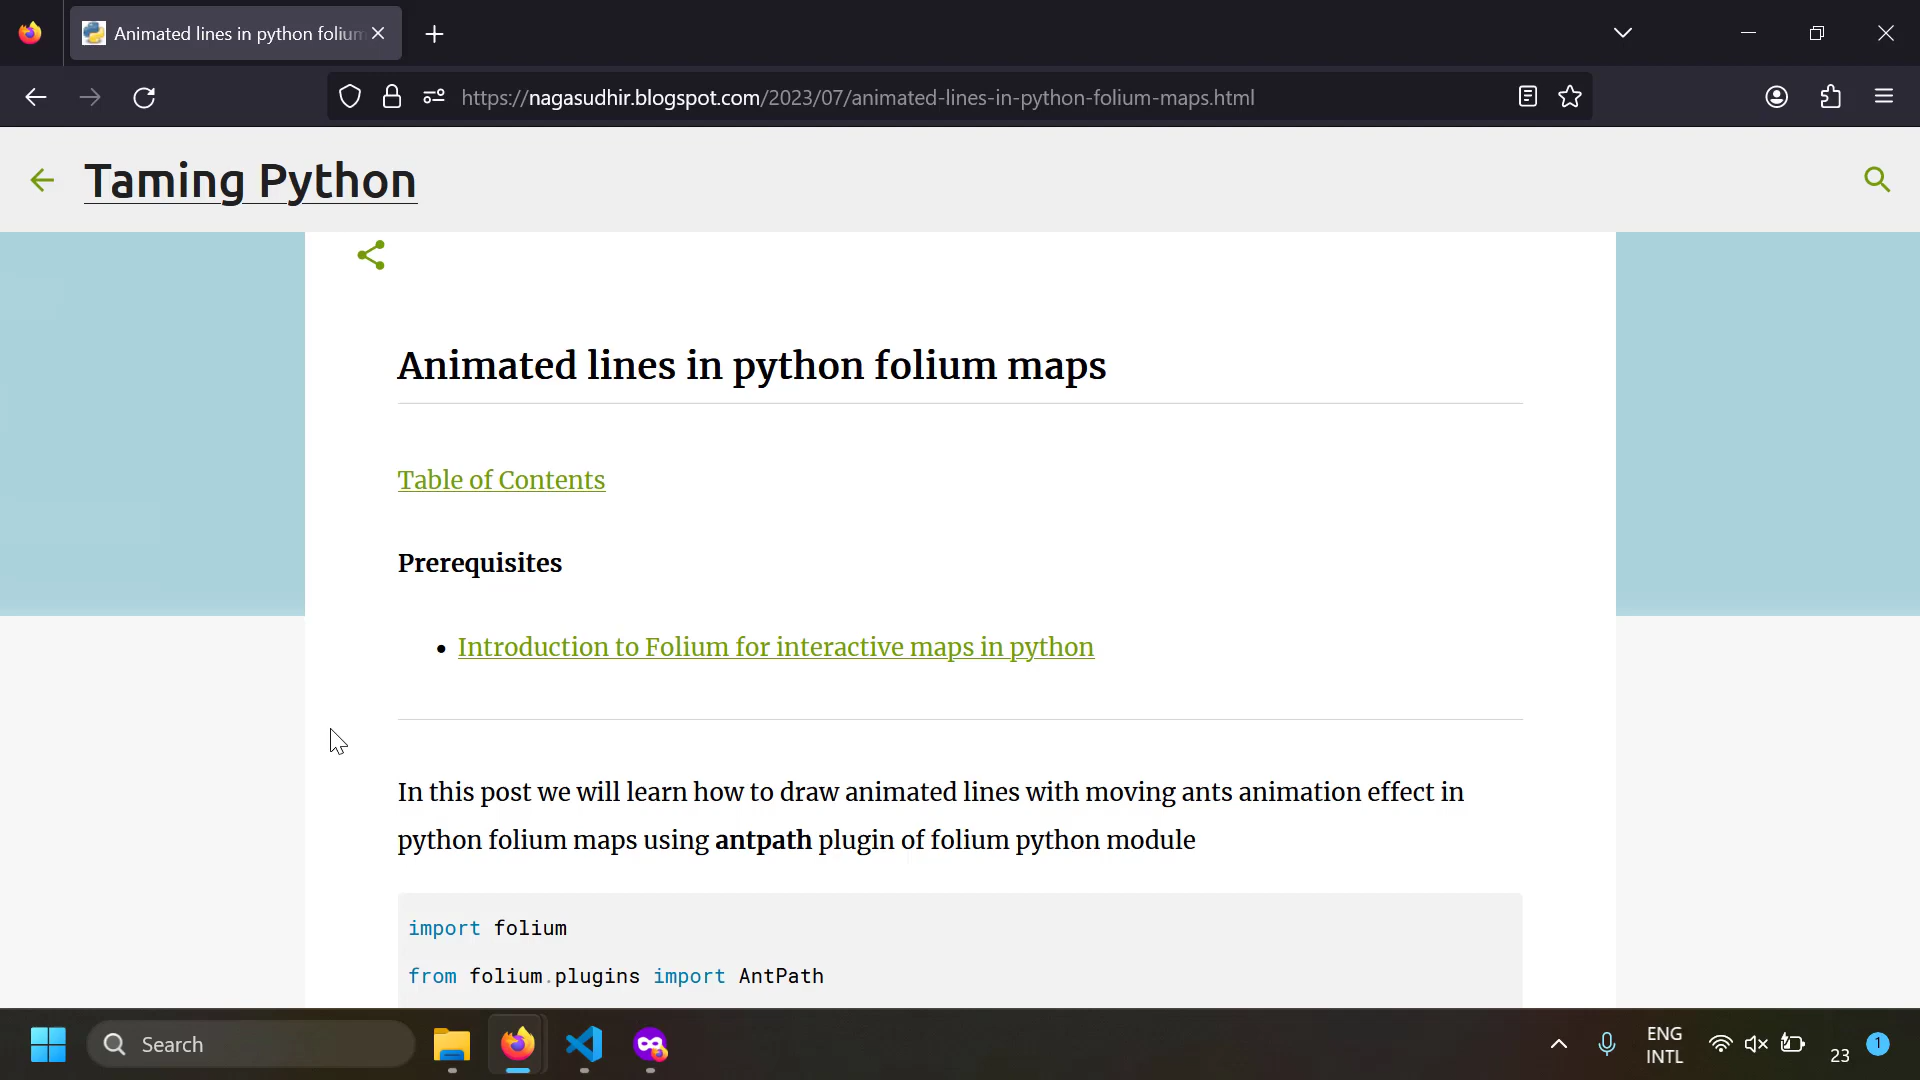 Animated lines in python folium
https://nagasudhir.blogspot.com/2023/07/animated-lines-in-python-folium-maps.html
Taming Python
Animated lines in python folium maps
Table of Contents
Prerequisites
Introduction to Folium for interactive maps in python
In this post we will learn how to draw animated lines with moving ants animation effect in
python folium maps using antpath plugin of folium python module
import folium
from folium.plugins import AntPath
Search
ENG
INTL
23
1